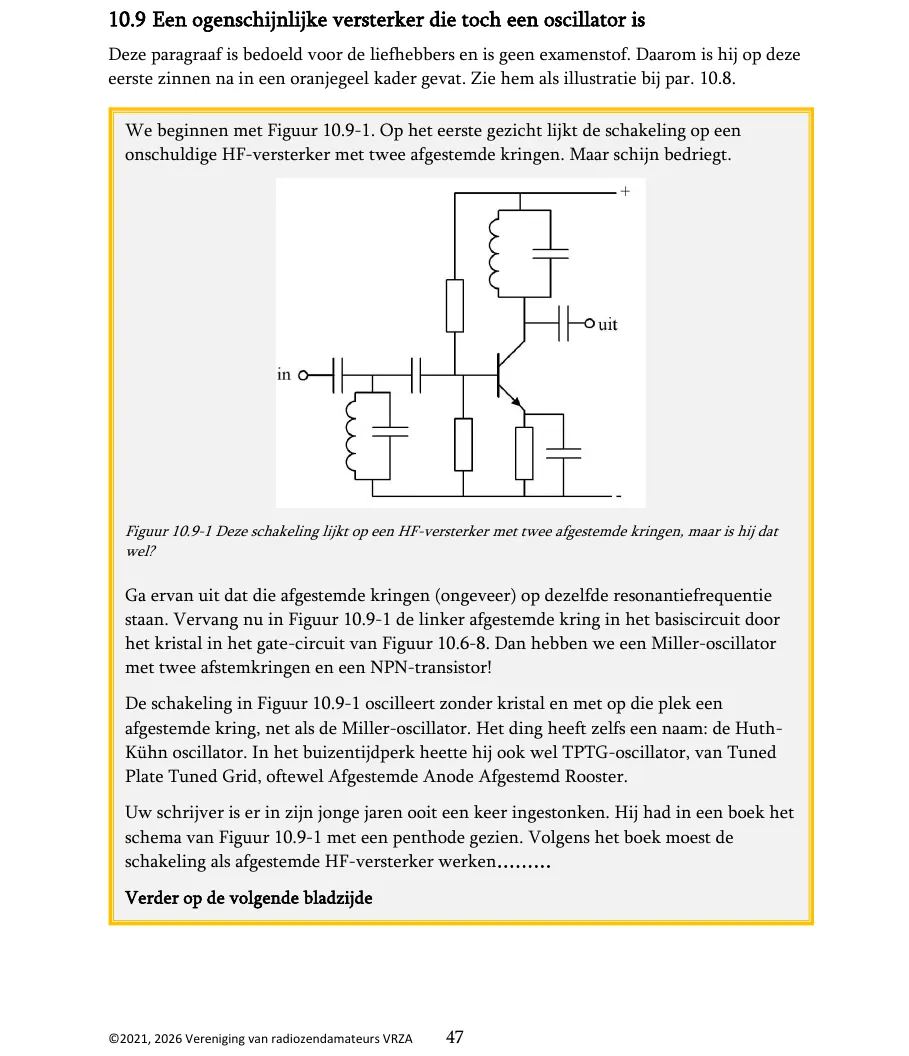 10.9 Een ogenschijnlijke versterker die toch een oscillator is
Deze paragraaf is bedoeld voor de liefhebbers en is geen examenstof. Daarom is hij op deze
eerste zinnen na in een oranjegeel kader gevat. Zie hem als illustratie bij par. 10.8.
We beginnen met Figuur 10.9-1. Op het eerste gezicht lijkt de schakeling op een
onschuldige HF-versterker met twee afgestemde kringen. Maar schijn bedriegt.
+
uit
in
-
Figuur 10.9-1 Deze schakeling lijkt op een HF-versterker met twee afgestemde kringen, maar is hij dat
wel?
Ga ervan uit dat die afgestemde kringen (ongeveer) op dezelfde resonantiefrequentie
staan. Vervang nu in Figuur 10.9-1 de linker afgestemde kring in het basiscircuit door
het kristal in het gate-circuit van Figuur 10.6-8. Dan hebben we een Miller-oscillator
met twee afstemkringen en een NPN-transistor!
De schakeling in Figuur 10.9-1 oscilleert zonder kristal en met op die plek een
afgestemde kring, net als de Miller-oscillator. Het ding heeft zelfs een naam: de Huth-
Kühn oscillator. In het buizentijdperk heette hij ook wel TPTG-oscillator, van Tuned
Plate Tuned Grid, oftewel Afgestemde Anode Afgestemd Rooster.
Uw schrijver is er in zijn jonge jaren ooit een keer ingestonken. Hij had in een boek het
schema van Figuur 10.9-1 met een penthode gezien. Volgens het boek moest de
schakeling als afgestemde HF-versterker werken.........
Verder op de volgende bladzijde
©2021, 2026 Vereniging van radiozendamateurs VRZA 47